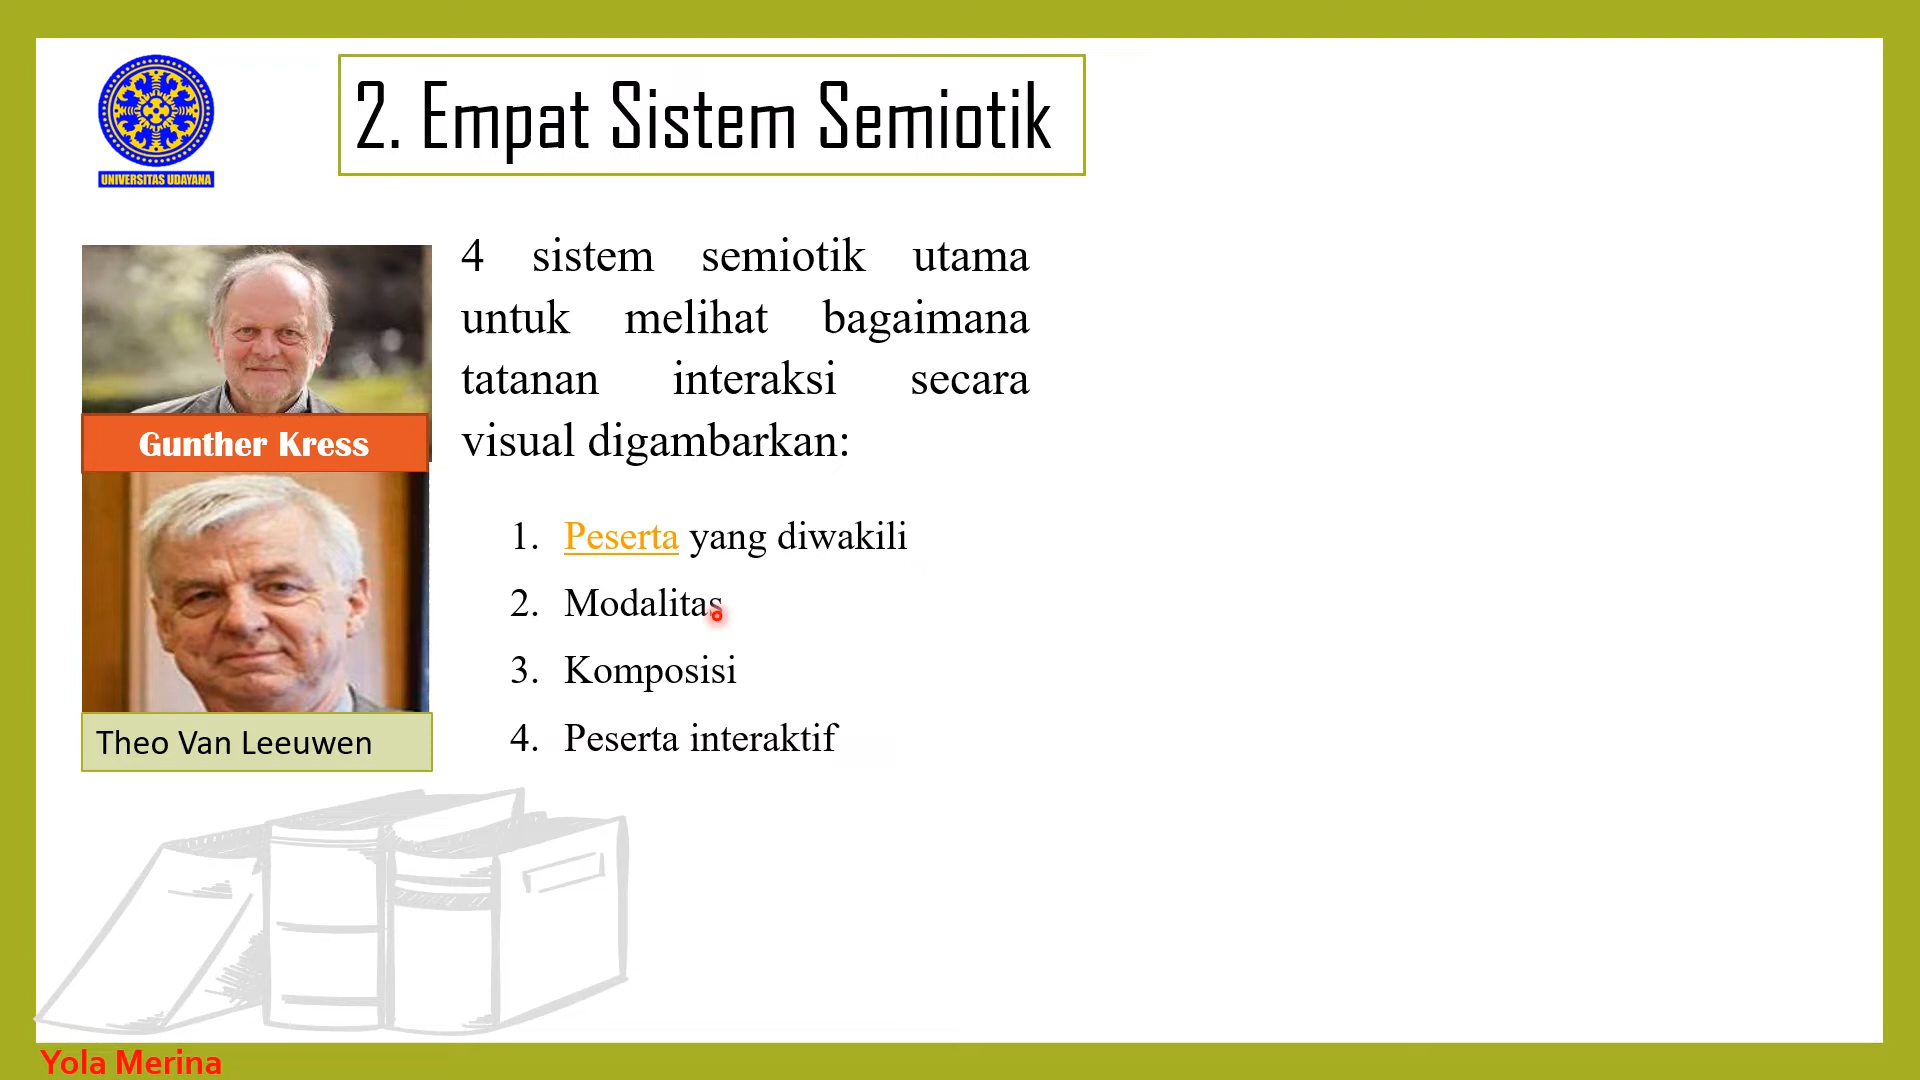 2. Empat Sistem Semiotik
UNIVERSITAS UDAYANA
4 sistem semiotik utama
untuk melihat bagaimana
tatanan interaksi secara
visual digambarkan:
Gunther Kress
1. Peserta yang diwakili
2. Modalitas
3. Komposisi
4. Peserta interaktif
Theo Van Leeuwen
Yola Merina